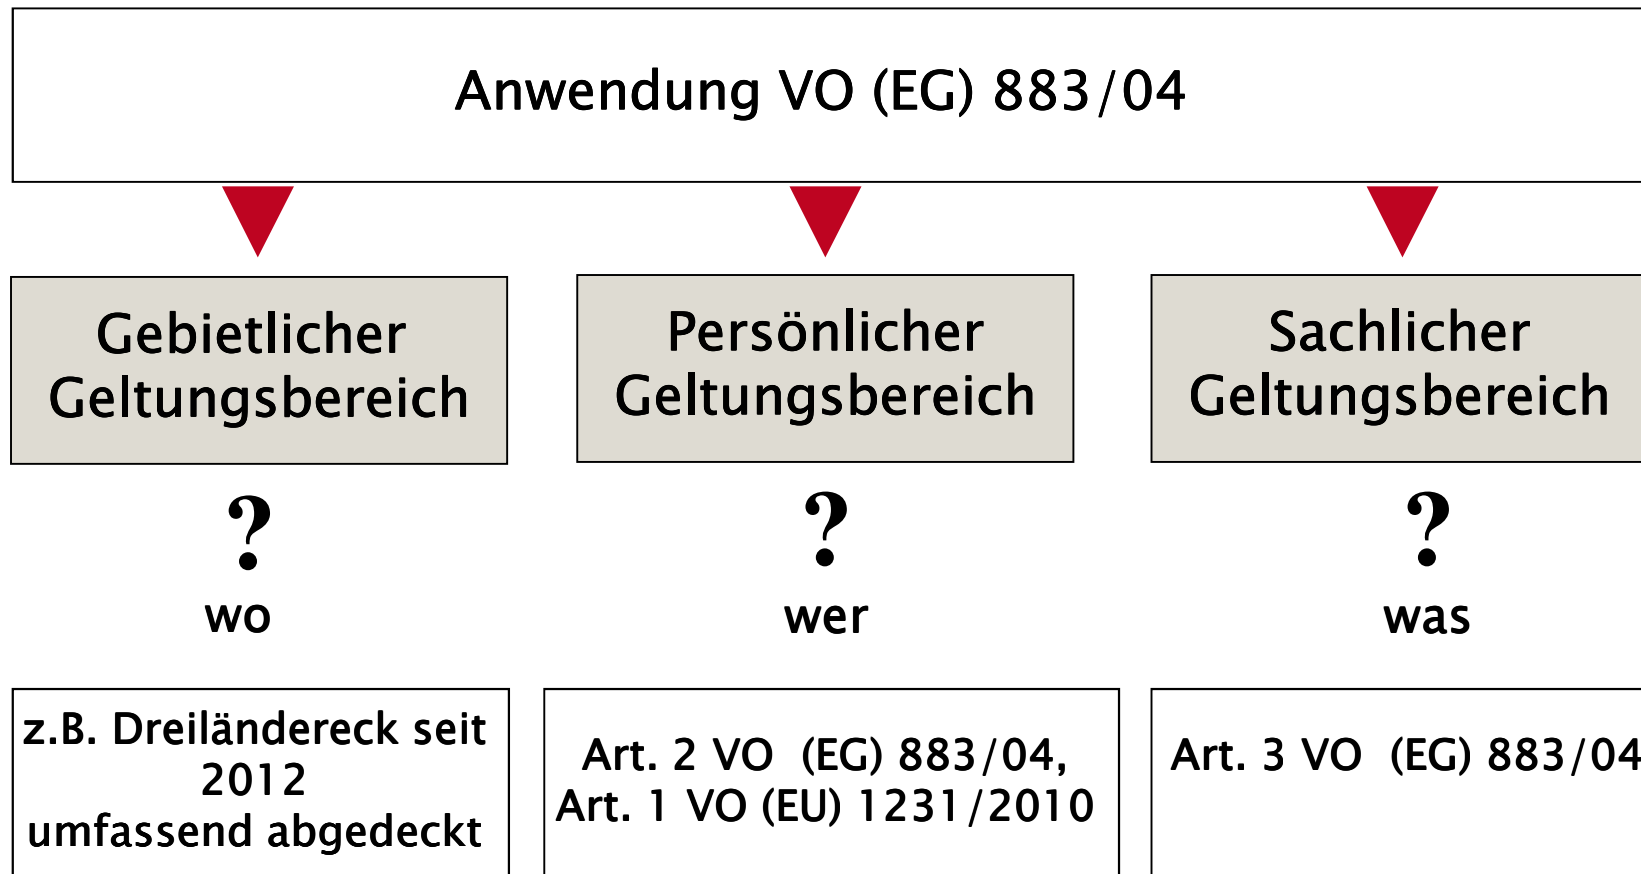 Anwendung VO (EG) 883/04
Gebietlicher
Geltungsbereich
?
wo
z.B. Dreiländereck seit
2012
umfassend abgedeckt
Persönlicher
Geltungsbereich
?
wer
Art. 2 VO (EG) 883/04,
Art. 1 VO (EU) 1231/2010
Sachlicher
Geltungsbereich
?
was
Art. 3 VO (EG) 883/04